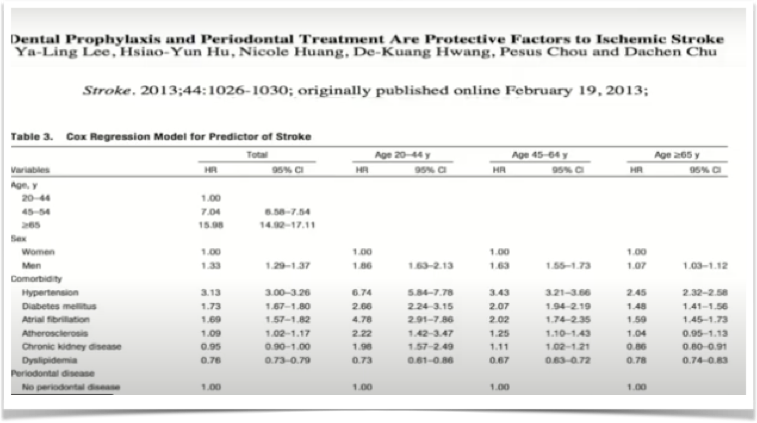 Dental Prophylaxis and Periodontal Treatment Are Protective Factors to Ischemic Stroke
Ya-Ling Lee, Hsiao-Yun Hu, Nicole Huang, De-Kuang Hwang, Pesus Chou and Dachen Chu
Stroke. 2013;44:1026-1030; originally published online February 19, 2013;
Table 3. Cox Regression Model for Predictor of Stroke
Total Age 20–44 y Age 45–64 y Age ≥65 y
Variables HR 95% CI HR 95% CI HR 95% CI HR 95% CI
Age, y
20–44 1.00
45–54 7.04 6.58–7.54
≥65 15.98 14.92–17.11
Sex
Women 1.00 1.00 1.00 1.00
Men 1.33 1.29–1.37 1.86 1.63–2.13 1.63 1.55–1.73 1.07 1.03–1.12
Comorbidity
Hypertension 3.13 3.00–3.26 6.74 5.84–7.78 3.43 3.21–3.66 2.45 2.32–2.58
Diabetes mellitus 1.73 1.67–1.80 2.66 2.24–3.15 2.07 1.94–2.19 1.48 1.41–1.56
Atrial fibrillation 1.69 1.57–1.82 4.78 2.91–7.86 2.02 1.74–2.35 1.59 1.45–1.73
Atherosclerosis 1.09 1.02–1.17 2.22 1.42–3.47 1.25 1.10–1.43 1.04 0.95–1.13
Chronic kidney disease 0.95 0.90–1.00 1.98 1.57–2.49 1.11 1.02–1.21 0.86 0.80–0.91
Dyslipidemia 0.76 0.73–0.79 0.73 0.61–0.86 0.67 0.63–0.72 0.78 0.74–0.83
Periodontal disease
No periodontal disease 1.00 1.00 1.00 1.00